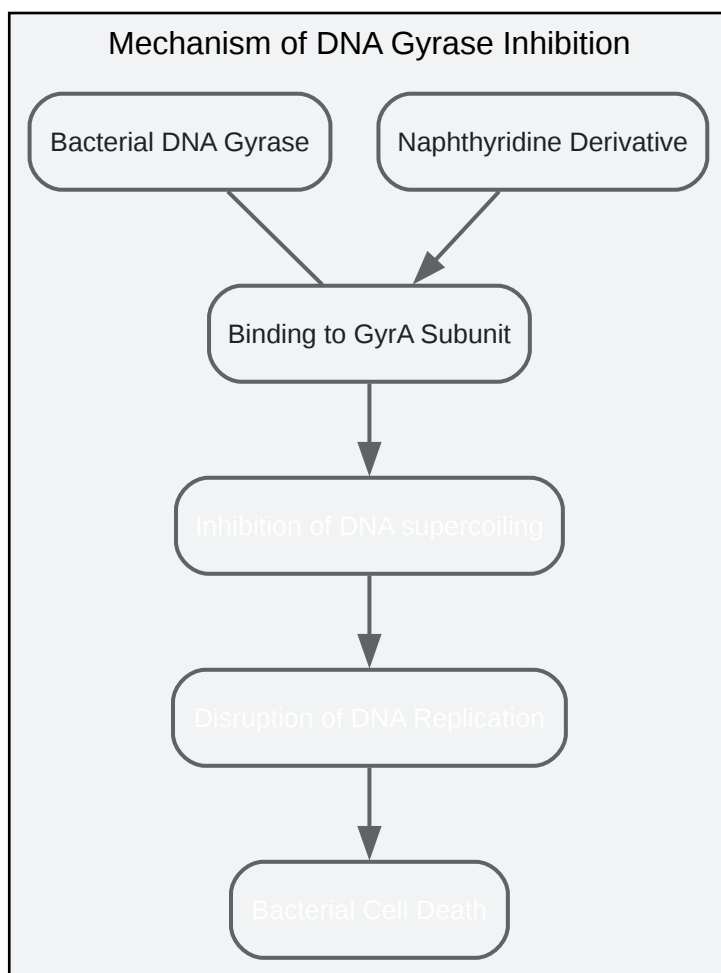 Mechanism of DNA Gyrase Inhibition
Bacterial DNA Gyrase
Naphthyridine Derivative
Binding to GyrA Subunit
Inhibition of DNA supercoiling
Disruption of DNA Replication
Bacterial Cell Death